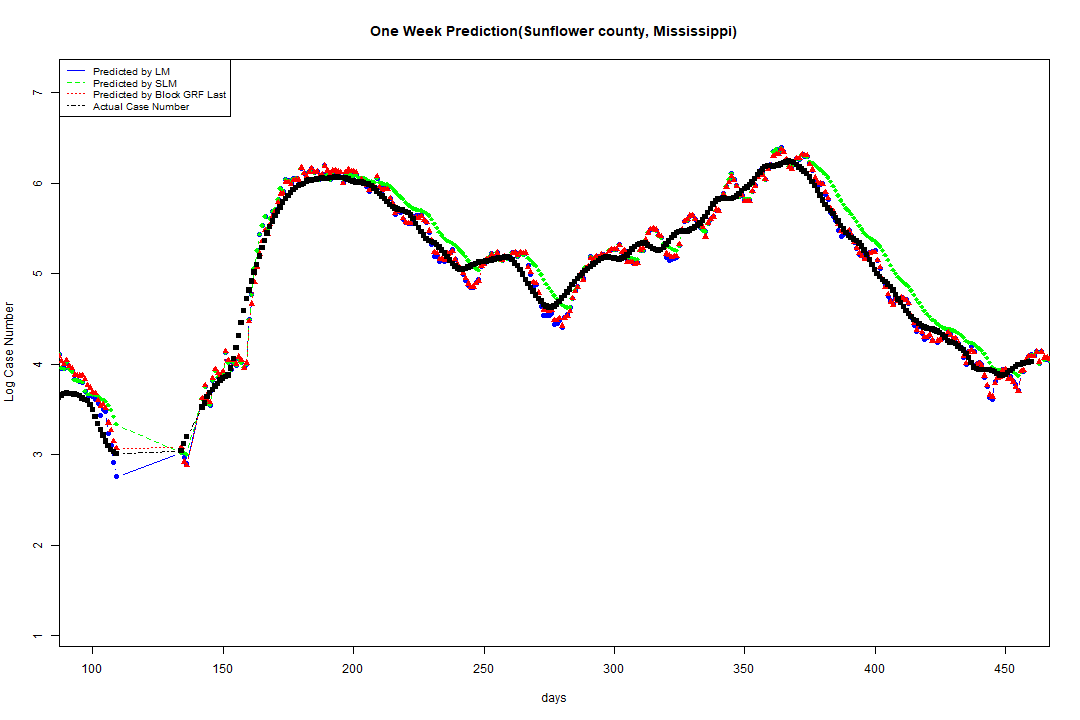 One Week Prediction(Sunflower county, Mississippi)
Predicted by LM
Predicted by SLM
Predicted by Block GRF Last
Actual Case Number
Log Case Number
7
6
5
4
3
2
1
100 150 200 250 300 350 400 450
days